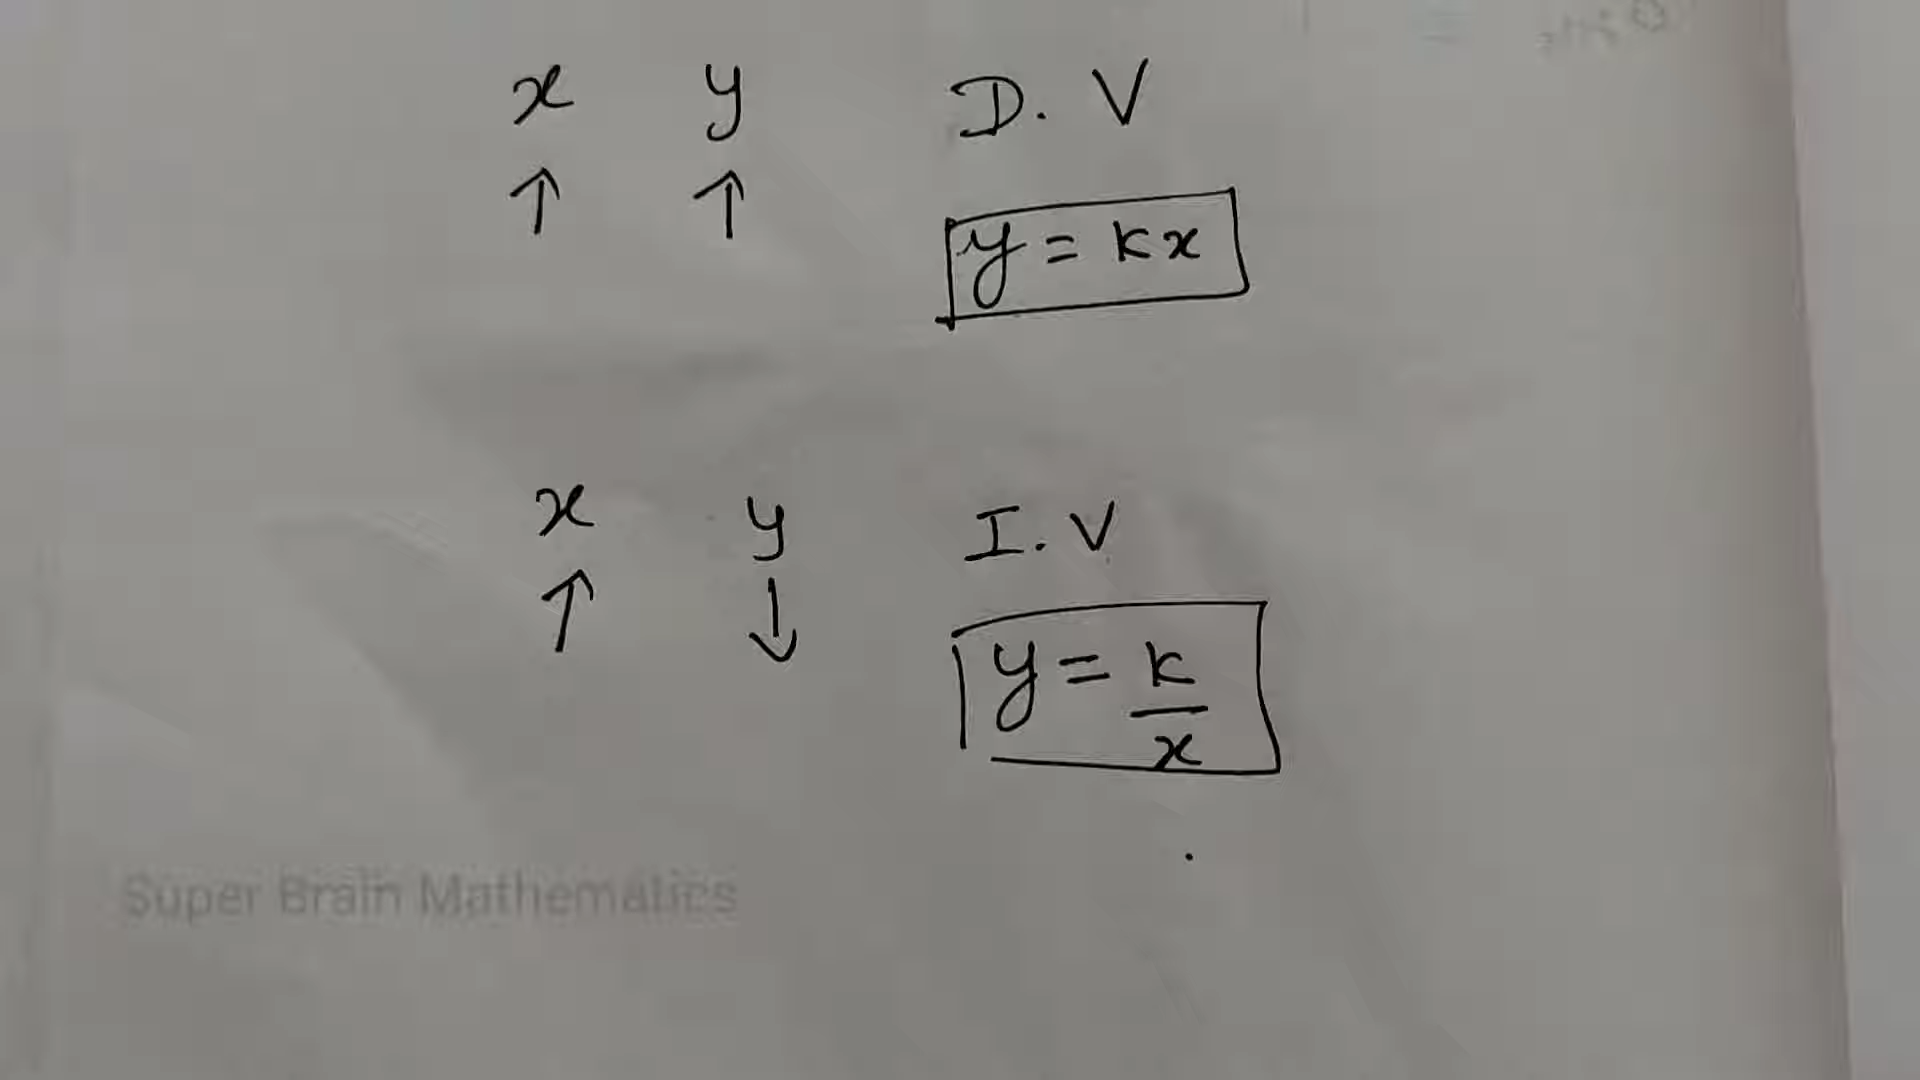 x y D. V
↑ ↑
y = kx
x y I. V
↑ ↓
y = k/x
Super Brain Mathematics